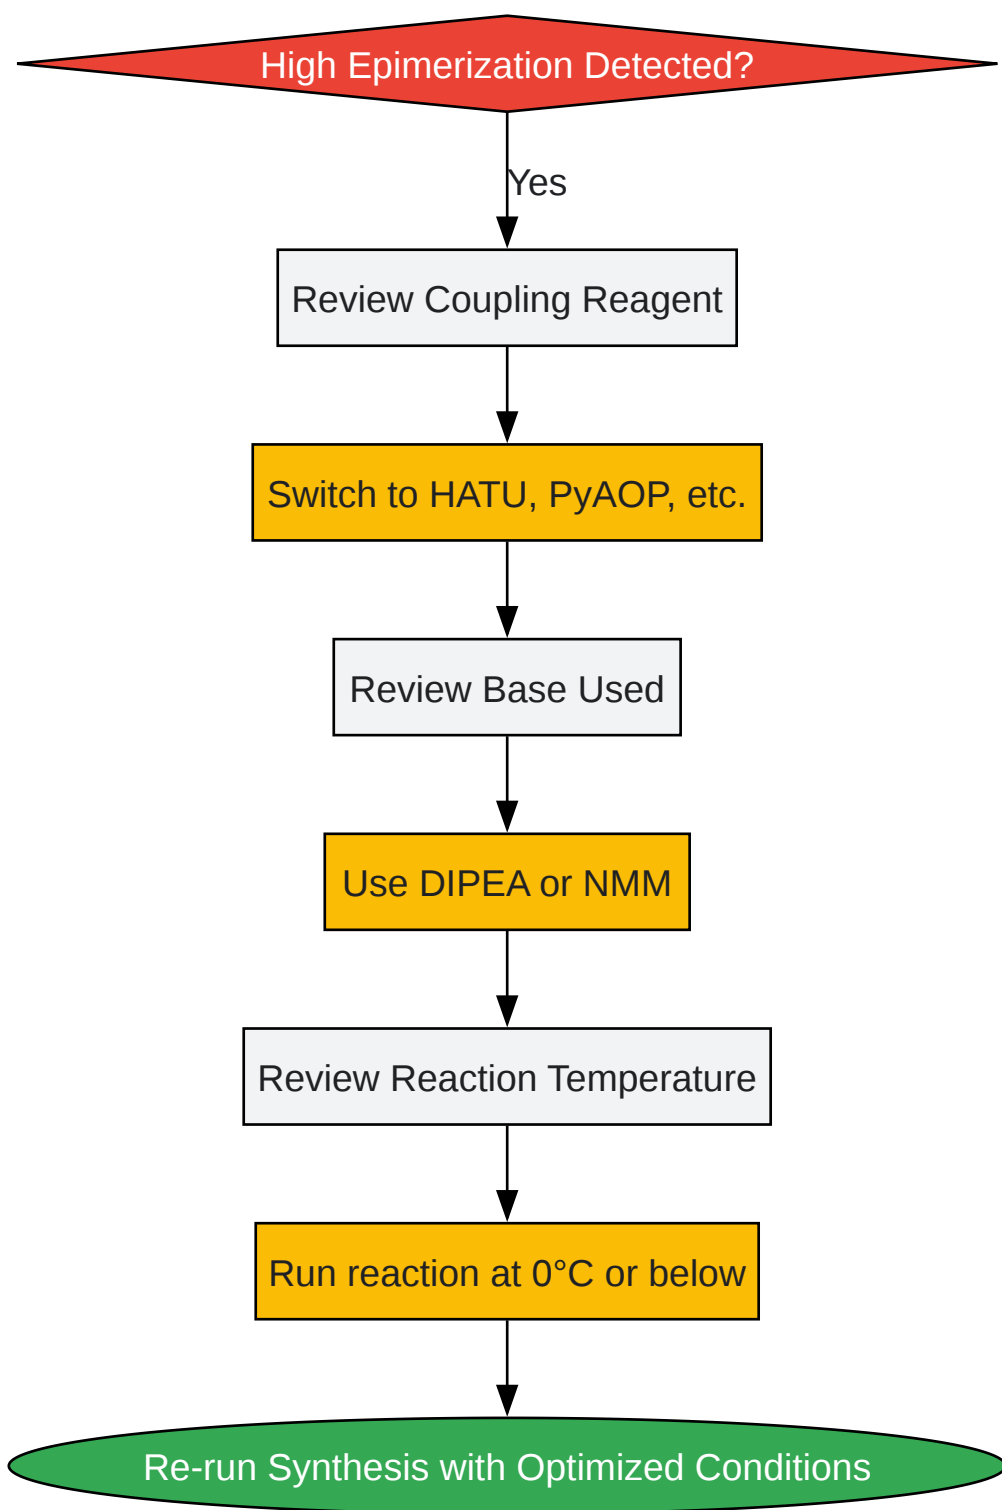 High Epimerization Detected?
Yes
Review Coupling Reagent
Switch to HATU, PyAOP, etc.
Review Base Used
Use DIPEA or NMM
Review Reaction Temperature
Run reaction at 0°C or below
Re-run Synthesis with Optimized Conditions